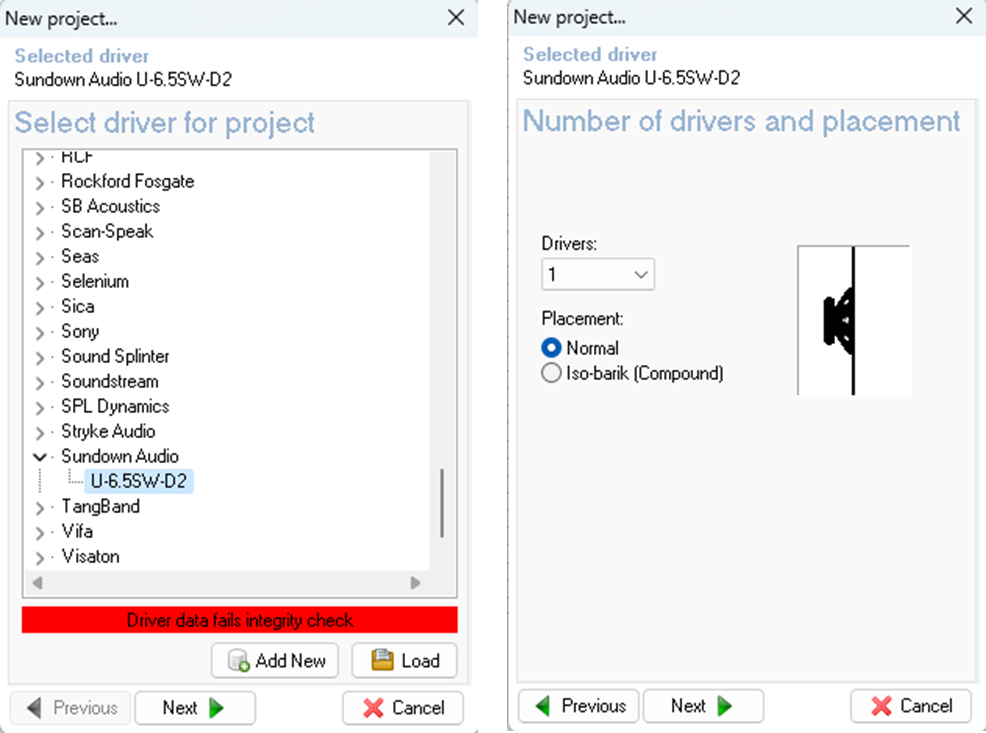 New project...
Selected driver
Sundown Audio U-6.5SW-D2
Select driver for project
RCF
Rockford Fosgate
SB Acoustics
Scan-Speak
Seas
Selenium
Sica
Sony
Sound Splinter
Soundstream
SPL Dynamics
Stryke Audio
Sundown Audio
U-6.5SW-D2
TangBand
Vifa
Visaton
Driver data fails integrity check
Add New Load
Previous Next Cancel
New project...
Selected driver
Sundown Audio U-6.5SW-D2
Number of drivers and placement
Drivers:
1
Placement:
Normal
Iso-barik (Compound)
Previous Next Cancel